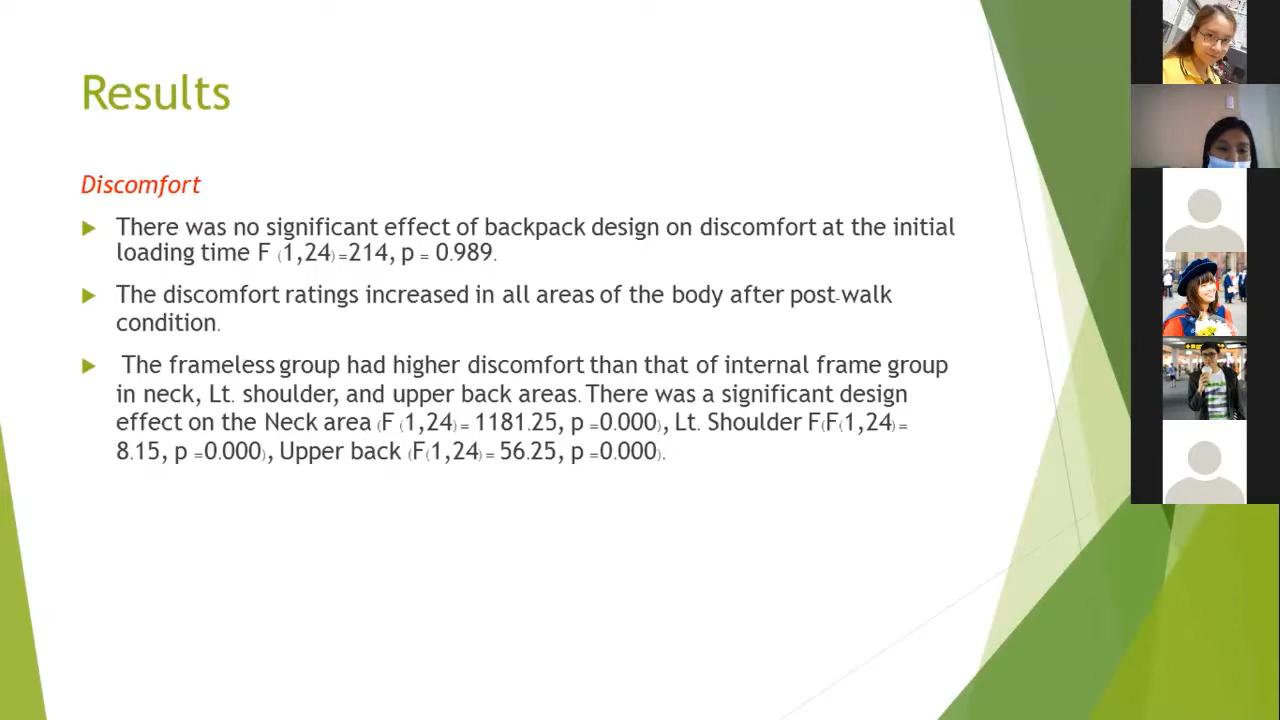 Results
Discomfort
There was no significant effect of backpack design on discomfort at the initial
loading time F (1,24)=214, p = 0.989.
The discomfort ratings increased in all areas of the body after post-walk
condition.
The frameless group had higher discomfort than that of internal frame group
in neck, Lt. shoulder, and upper back areas. There was a significant design
effect on the Neck area (F (1,24)= 1181.25, p =0.000), Lt. Shoulder F(F(1,24)=
8.15, p =0.000), Upper back (F(1,24)= 56.25, p =0.000).